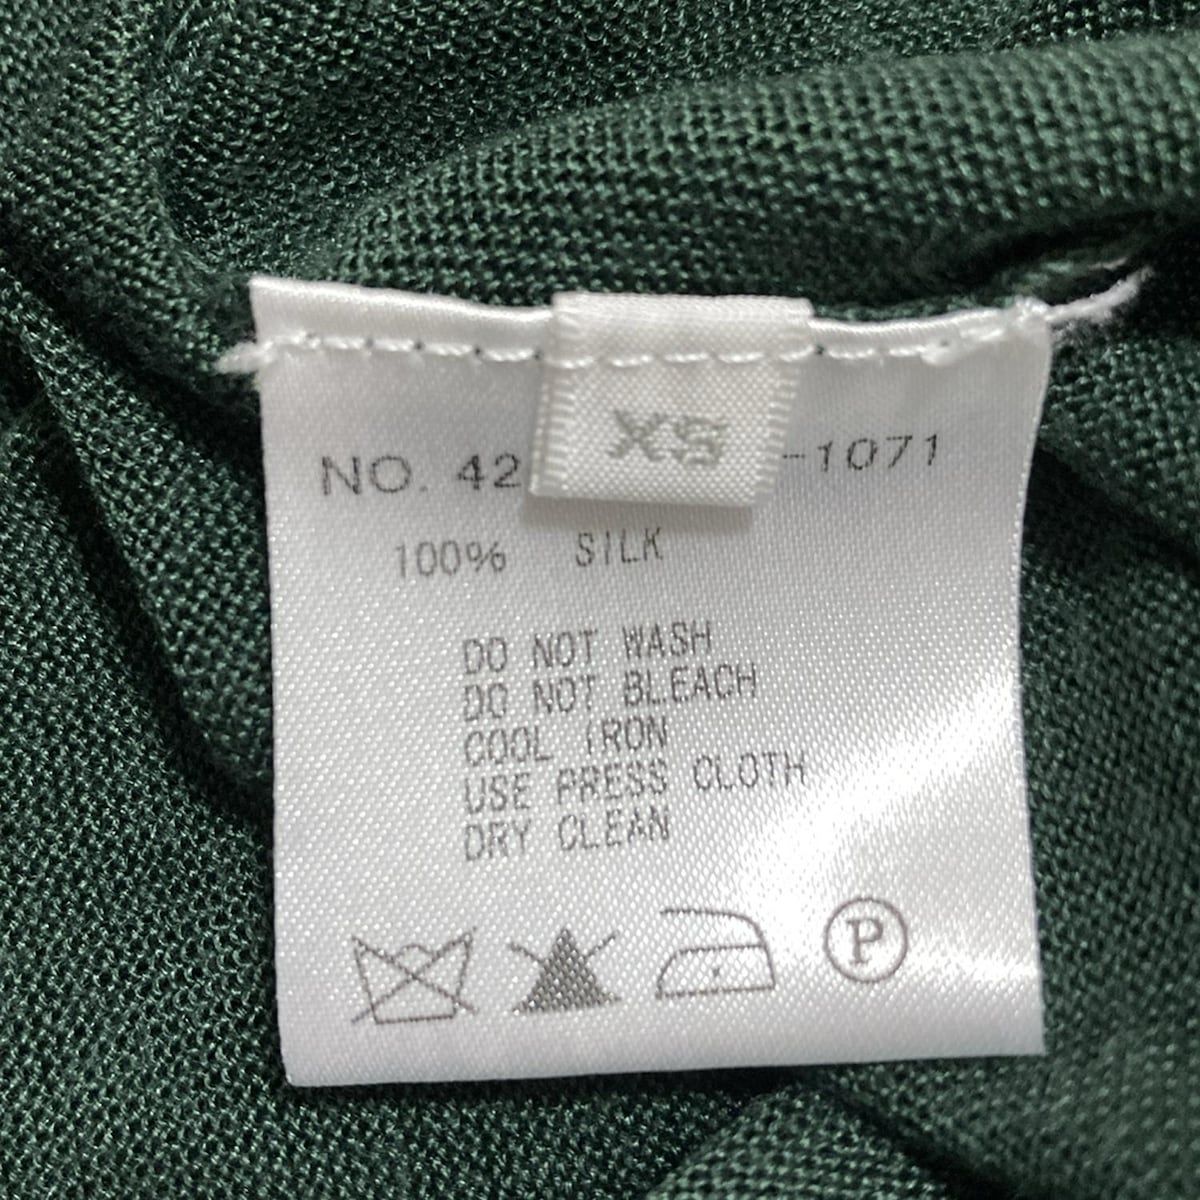 XS
NO. 42 -1071
100% SILK
DO NOT WASH
DO NOT BLEACH
COOL IRON
USE PRESS CLOTH
DRY CLEAN
P